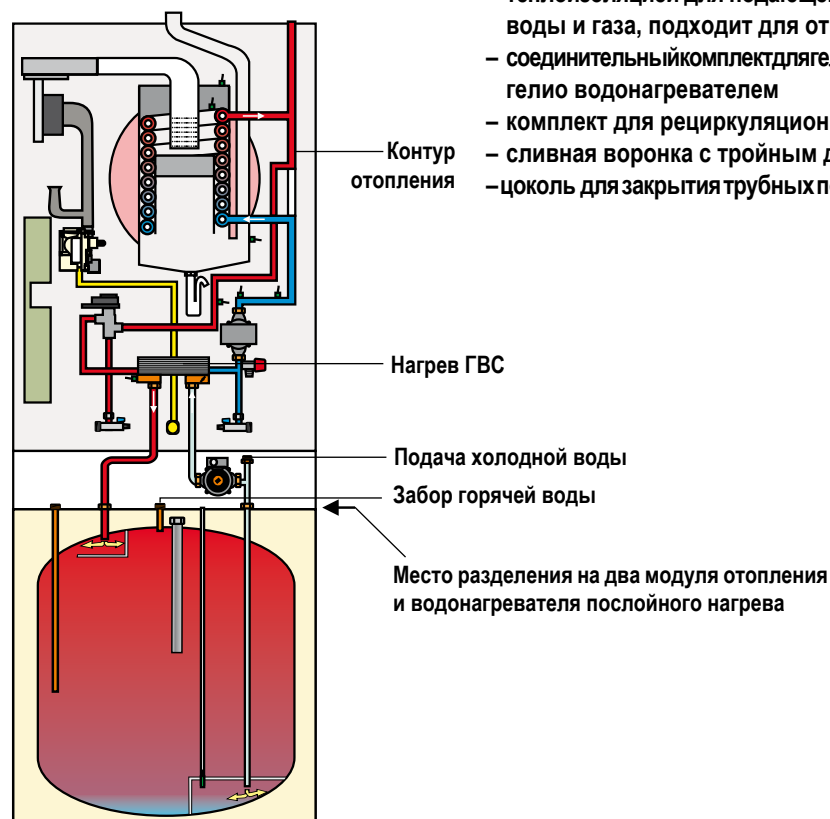 воды и газа, подходит для от
– соединительныйкомплектдляге
гелио водонагревателем
– комплект для рециркуляцион
– сливная воронка с тройным
–цоколь для закрытия трубных
Контур
отопления
Нагрев ГВС
Подача холодной воды
Забор горячей воды
Место разделения на два модуля отопления
и водонагревателя послойного нагрева